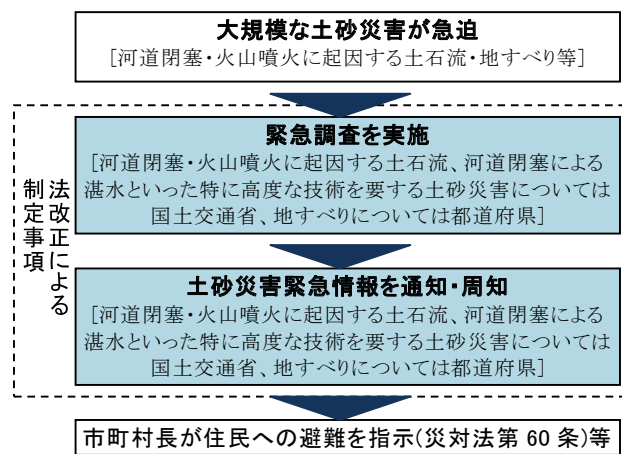 大規模な土砂災害が急迫
[河道閉塞・火山噴火に起因する土石流・地すべり等]
法改正による
制定事項
緊急調査を実施
[河道閉塞・火山噴火に起因する土石流、河道閉塞による
湛水といった特に高度な技術を要する土砂災害については
国土交通省、地すべりについては都道府県]
土砂災害緊急情報を通知・周知
[河道閉塞・火山噴火に起因する土石流、河道閉塞による
湛水といった特に高度な技術を要する土砂災害については
国土交通省、地すべりについては都道府県]
市町村長が住民への避難を指示(災対法第 60 条)等